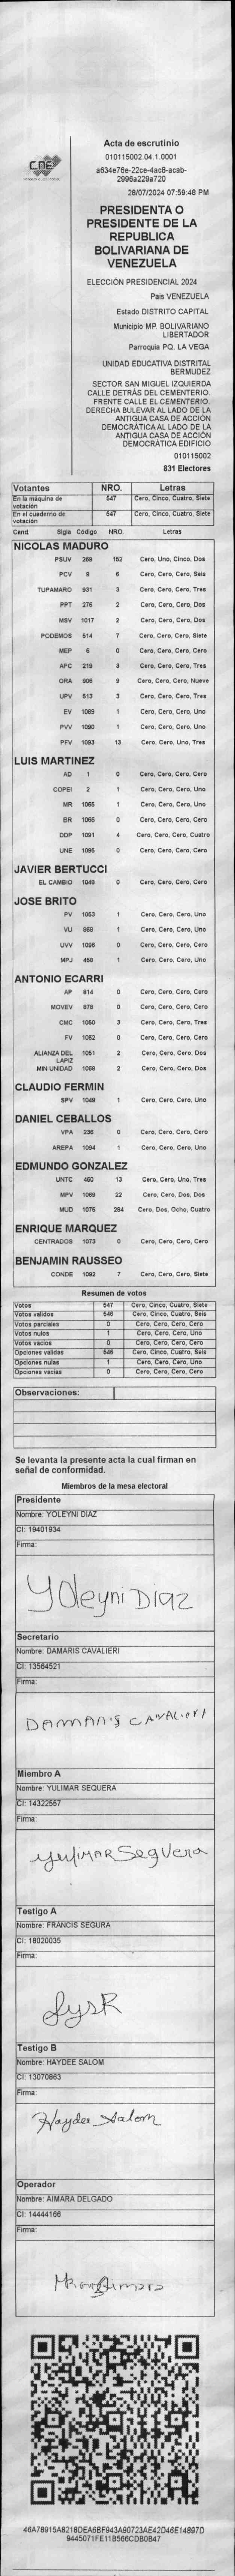 CNE
Acta de escrutinio
010115002.04.1.0001
a634e76e-22ce-4ac8-acab-
2996a229a720
28/07/2024 07:59:48 PM
PRESIDENTA O
PRESIDENTE DE LA
REPUBLICA
BOLIVARIANA DE
VENEZUELA
ELECCIÓN PRESIDENCIAL 2024
Pais VENEZUELA
Estado DISTRITO CAPITAL
Municipio MP. BOLIVARIANO
LIBERTADOR
Parroquia PQ. LA VEGA
UNIDAD EDUCATIVA DISTRITAL
BERMUDEZ
SECTOR SAN MIGUEL IZQUIERDA
CALLE DETRÁS DEL CEMENTERIO.
FRENTE CALLE EL CEMENTERIO.
DERECHA BULEVAR AL LADO DE LA
ANTIGUA CASA DE ACCIÓN
DEMOCRÁTICA AL LADO DE LA
ANTIGUA CASA DE ACCIÓN
DEMOCRÁTICA EDIFICIO
010115002
831 Electores
Votantes NRO. Letras
En la máquina de votación 547 Cero, Cinco, Cuatro, Siete
En el cuaderno de votación 547 Cero, Cinco, Cuatro, Siete
Cand. Sigla Código NRO. Letras
NICOLAS MADURO
PSUV 269 152 Cero, Uno, Cinco, Dos
PCV 9 6 Cero, Cero, Cero, Seis
TUPAMARO 931 3 Cero, Cero, Cero, Tres
PPT 276 2 Cero, Cero, Cero, Dos
MSV 1017 2 Cero, Cero, Cero, Dos
PODEMOS 514 7 Cero, Cero, Cero, Siete
MEP 6 0 Cero, Cero, Cero, Cero
APC 219 3 Cero, Cero, Cero, Tres
ORA 906 9 Cero, Cero, Cero, Nueve
UPV 513 3 Cero, Cero, Cero, Tres
EV 1089 1 Cero, Cero, Cero, Uno
PVV 1090 1 Cero, Cero, Cero, Uno
PFV 1093 13 Cero, Cero, Uno, Tres
LUIS MARTINEZ
AD 1 0 Cero, Cero, Cero, Cero
COPEI 2 1 Cero, Cero, Cero, Uno
MR 1065 1 Cero, Cero, Cero, Uno
BR 1066 0 Cero, Cero, Cero, Cero
DDP 1091 4 Cero, Cero, Cero, Cuatro
UNE 1096 0 Cero, Cero, Cero, Cero
JAVIER BERTUCCI
EL CAMBIO 1048 0 Cero, Cero, Cero, Cero
JOSE BRITO
PV 1053 1 Cero, Cero, Cero, Uno
VU 869 1 Cero, Cero, Cero, Uno
UVV 1098 0 Cero, Cero, Cero, Cero
MPJ 458 1 Cero, Cero, Cero, Uno
ANTONIO ECARRI
AP 814 0 Cero, Cero, Cero, Cero
MOVEV 876 0 Cero, Cero, Cero, Cero
CMC 1050 3 Cero, Cero, Cero, Tres
FV 1062 0 Cero, Cero, Cero, Cero
ALIANZA DEL LAPIZ 1051 2 Cero, Cero, Cero, Dos
MIN UNIDAD 1068 2 Cero, Cero, Cero, Dos
CLAUDIO FERMIN
SPV 1049 1 Cero, Cero, Cero, Uno
DANIEL CEBALLOS
VPA 236 0 Cero, Cero, Cero, Cero
AREPA 1094 1 Cero, Cero, Cero, Uno
EDMUNDO GONZALEZ
UNTC 460 13 Cero, Cero, Uno, Tres
MPV 1069 22 Cero, Cero, Dos, Dos
MUD 1075 284 Cero, Dos, Ocho, Cuatro
ENRIQUE MARQUEZ
CENTRADOS 1073 0 Cero, Cero, Cero, Cero
BENJAMIN RAUSSEO
CONDE 1092 7 Cero, Cero, Cero, Siete
Resumen de votos
Votos 547 Cero, Cinco, Cuatro, Siete
Votos validos 546 Cero, Cinco, Cuatro, Seis
Votos parciales 0 Cero, Cero, Cero, Cero
Votos nulos 1 Cero, Cero, Cero, Uno
Votos vacios 0 Cero, Cero, Cero, Cero
Opciones validas 546 Cero, Cinco, Cuatro, Seis
Opciones nulas 1 Cero, Cero, Cero, Uno
Opciones vacias 0 Cero, Cero, Cero, Cero
Observaciones:
Se levanta la presente acta la cual firman en
señal de conformidad.
Miembros de la mesa electoral
Presidente
Nombre: YOLEYNI DIAZ
CI: 19401934
Firma:
Yoleyni DIaz
Secretario
Nombre: DAMARIS CAVALIERI
CI: 13564521
Firma:
DAMARIS CAVALIERI
Miembro A
Nombre: YULIMAR SEQUERA
CI: 14322557
Firma:
yulimAR SeqUera
Testigo A
Nombre: FRANCIS SEGURA
CI: 18020035
Firma:
Testigo B
Nombre: HAYDEE SALOM
CI: 13070863
Firma:
Haydee Salom
Operador
Nombre: AIMARA DELGADO
CI: 14444166
Firma:
46A78915A8218DEA6BF943A90723AE42D46E14897D
9445071FE11B566CDB0B47